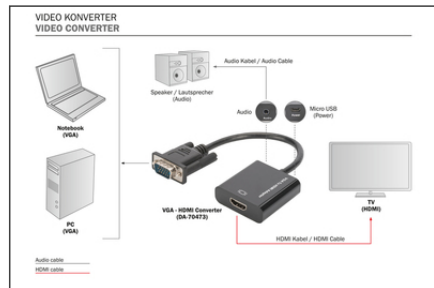 VIDEO KONVERTER
VIDEO CONVERTER
Audio Kabel / Audio Cable
Speaker / Lautsprecher
(Audio)
Audio
Micro USB
(Power)
Notebook
(VGA)
PC
(VGA)
VGA - HDMI Converter
(DA-70473)
TV
(HDMI)
HDMI Kabel / HDMI Cable
Audio cable
HDMI cable